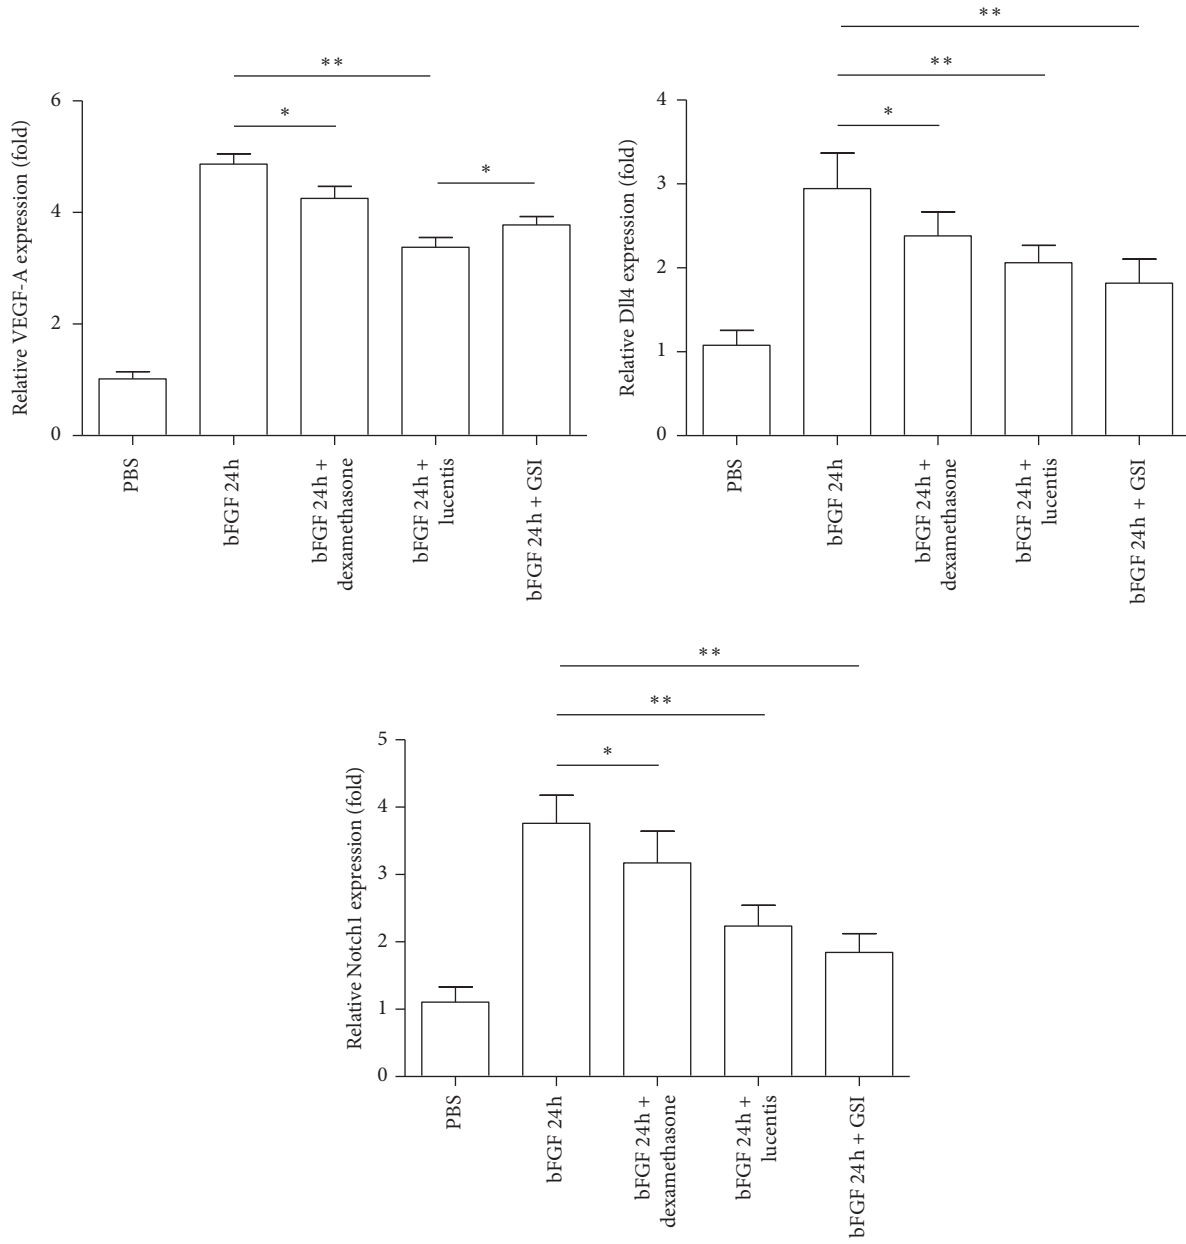 **
*
*
6
4
2
0
Relative VEGF-A expression (fold)
PBS
bFGF 24h
bFGF 24h +
dexamethasone
bFGF 24h +
lucentis
bFGF 24h + GSI
**
**
*
4
3
2
1
0
Relative Dll4 expression (fold)
PBS
bFGF 24h
bFGF 24h +
dexamethasone
bFGF 24h +
lucentis
bFGF 24h + GSI
**
**
*
5
4
3
2
1
0
Relative Notch1 expression (fold)
PBS
bFGF 24h
bFGF 24h +
dexamethasone
bFGF 24h +
lucentis
bFGF 24h + GSI